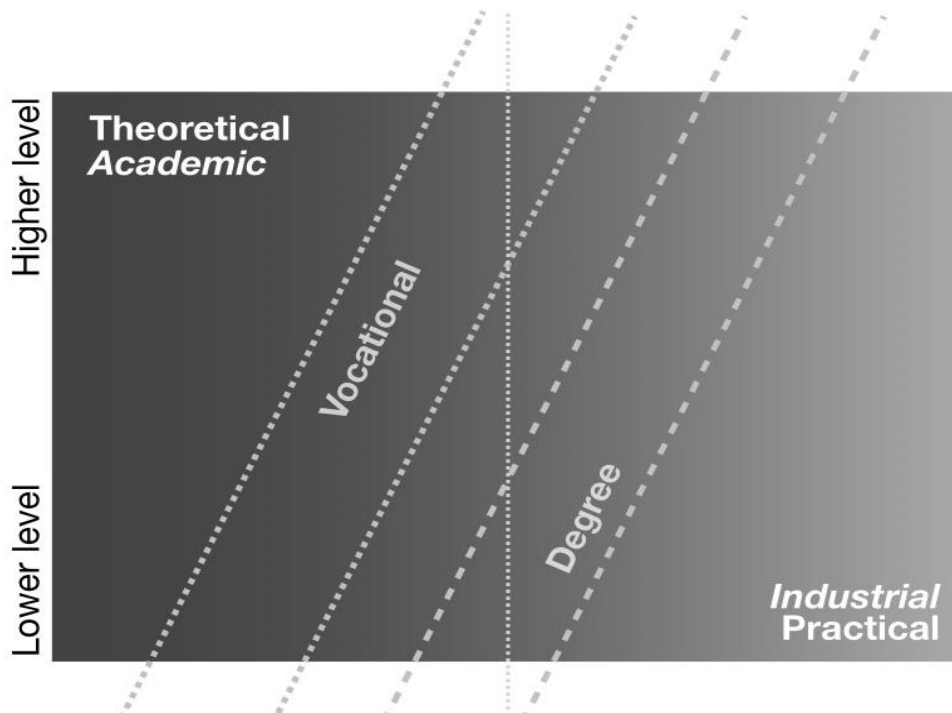 Higher level
Theoretical
Academic
Vocational
Lower level
Degree
Industrial
Practical